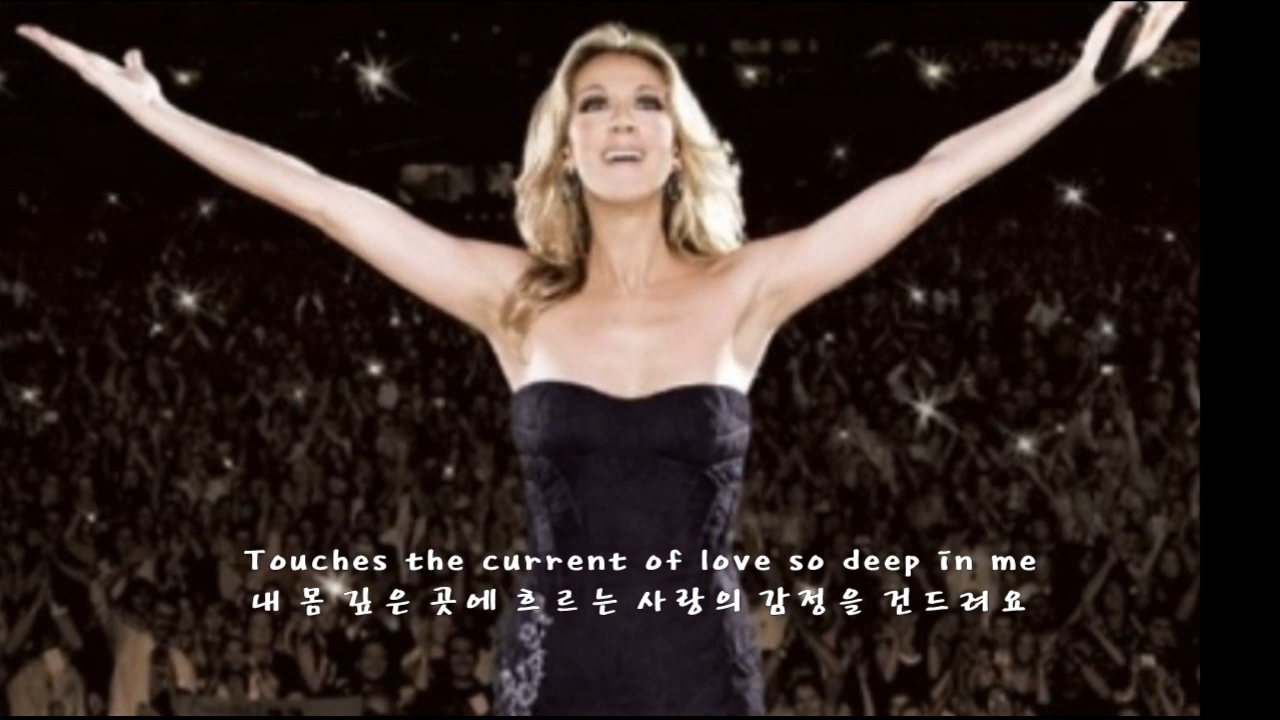 Touches the current of love so deep in me
내 몸 깊은 곳에 흐르는 사랑의 감정을 건드려요